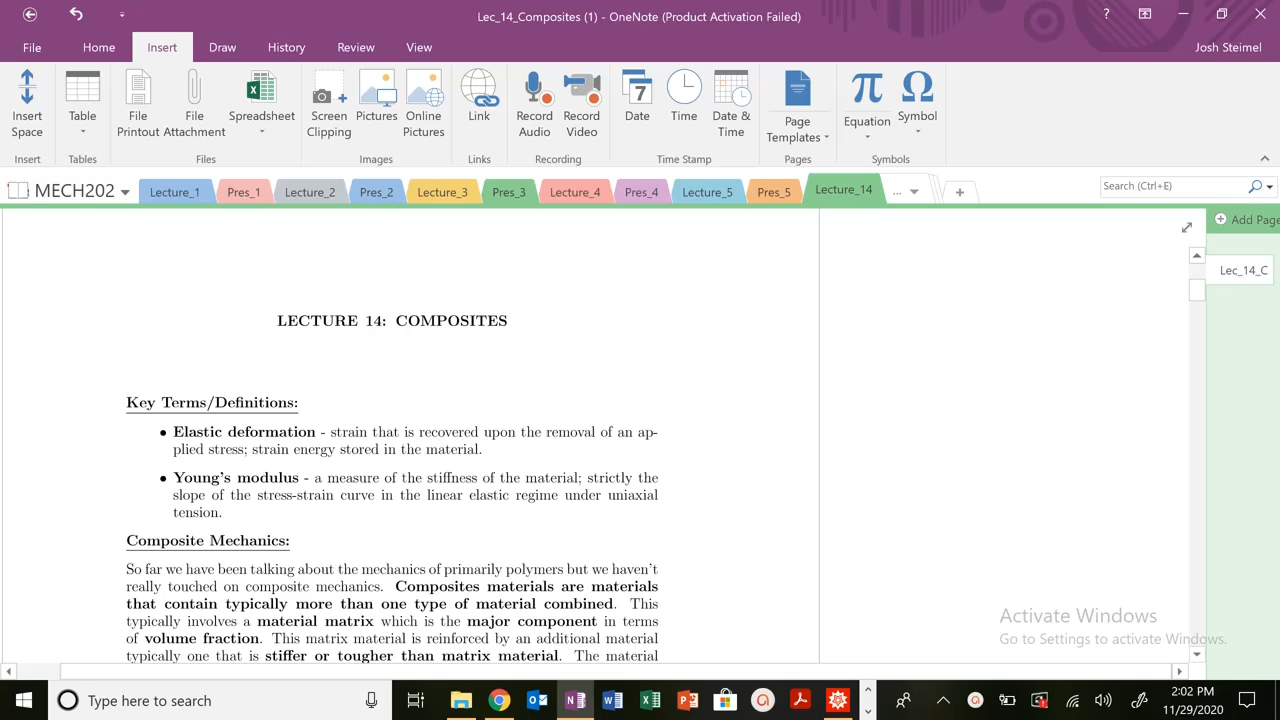 Lec_14_Composites (1) - OneNote (Product Activation Failed)
?
File Home Insert Draw History Review View
Josh Steimel
Insert Space
Table
File Printout
File Attachment
Spreadsheet
Screen Clipping
Pictures
Online Pictures
Link
Record Audio
Record Video
7
Date
Time
Date & Time
Page Templates
π
Equation
Ω
Symbol
Insert Tables Files Images Links Recording Time Stamp Pages Symbols
MECH202
Lecture_1 Pres_1 Lecture_2 Pres_2 Lecture_3 Pres_3 Lecture_4 Pres_4 Lecture_5 Pres_5 Lecture_14 ... +
Search (Ctrl+E)
Add Page
Lec_14_C
LECTURE 14: COMPOSITES
Key Terms/Definitions:
• Elastic deformation - strain that is recovered upon the removal of an ap-
plied stress; strain energy stored in the material.
• Young's modulus - a measure of the stiffness of the material; strictly the
slope of the stress-strain curve in the linear elastic regime under uniaxial
tension.
Composite Mechanics:
So far we have been talking about the mechanics of primarily polymers but we haven't
really touched on composite mechanics. Composites materials are materials
that contain typically more than one type of material combined. This
typically involves a material matrix which is the major component in terms
of volume fraction. This matrix material is reinforced by an additional material
typically one that is stiffer or tougher than matrix material. The material
Activate Windows
Go to Settings to activate Windows.
Type here to search
2:02 PM
11/29/2020